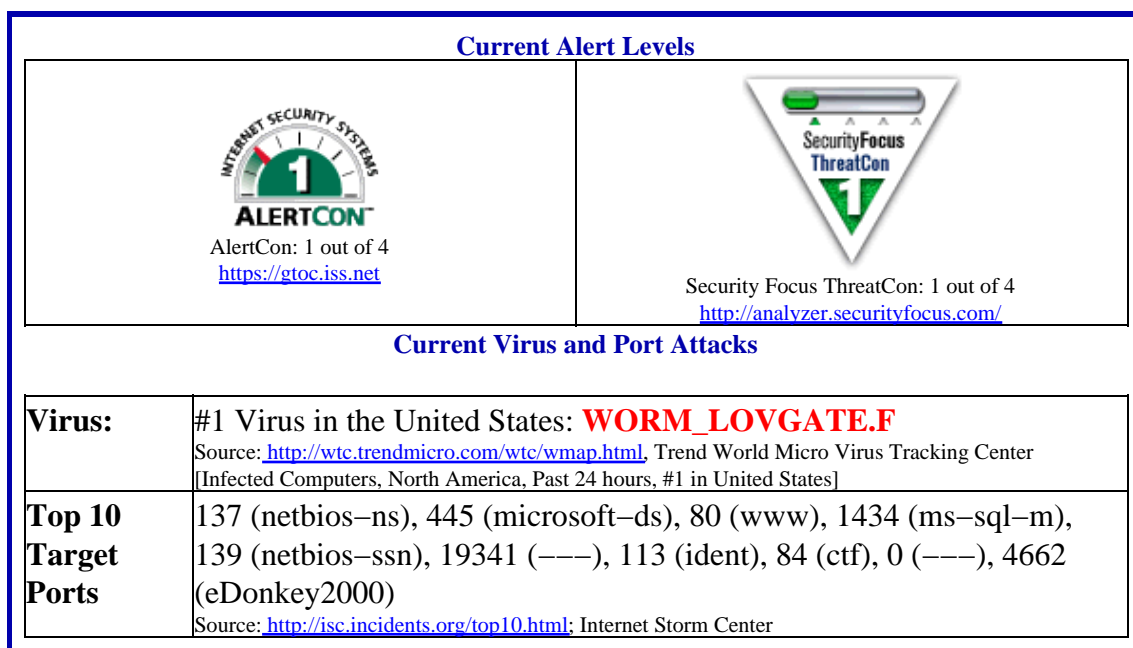 Current Alert Levels
INTERNET SECURITY SYSTEMS
1
ALERTCON™
AlertCon: 1 out of 4
https://gtoc.iss.net
SecurityFocus
ThreatCon
1
Security Focus ThreatCon: 1 out of 4
http://analyzer.securityfocus.com/
Current Virus and Port Attacks
Virus:
#1 Virus in the United States: WORM_LOVGATE.F
Source: http://wtc.trendmicro.com/wtc/wmap.html, Trend World Micro Virus Tracking Center
[Infected Computers, North America, Past 24 hours, #1 in United States]
Top 10
Target
Ports
137 (netbios−ns), 445 (microsoft−ds), 80 (www), 1434 (ms−sql−m),
139 (netbios−ssn), 19341 (−−−), 113 (ident), 84 (ctf), 0 (−−−), 4662
(eDonkey2000)
Source: http://isc.incidents.org/top10.html; Internet Storm Center